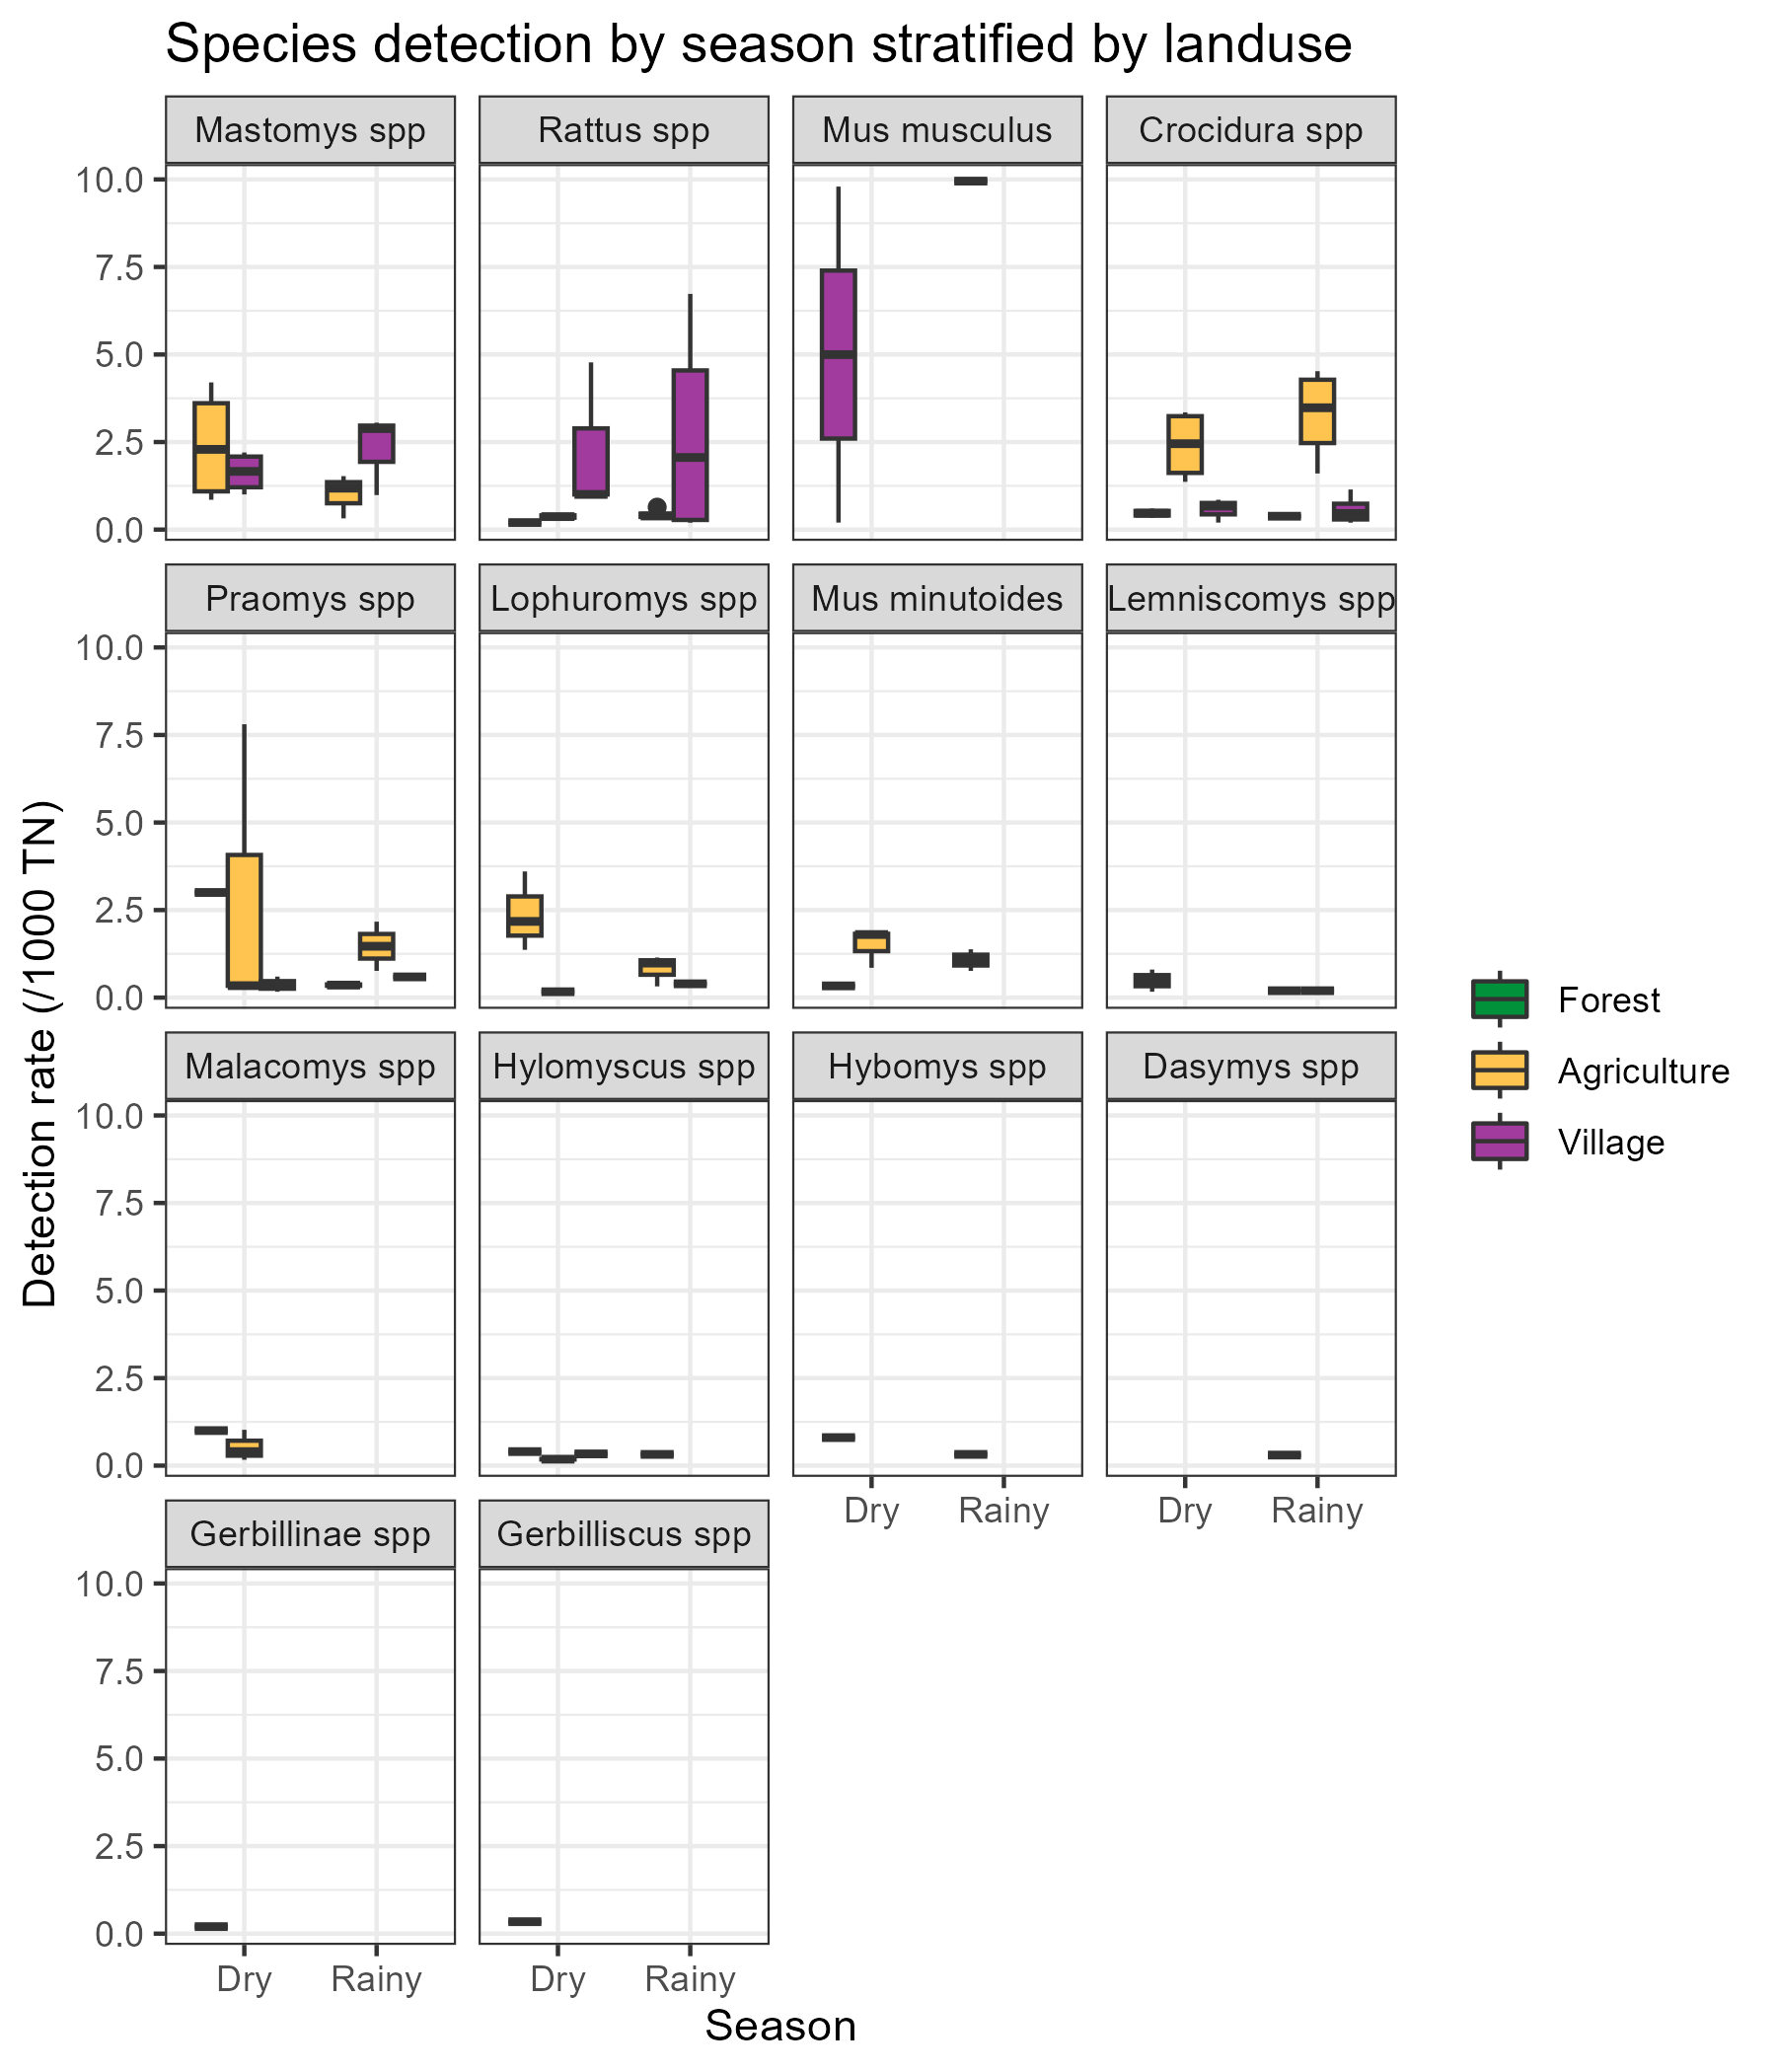 Species detection by season stratified by landuse
Mastomys spp
Rattus spp
Mus musculus
Crocidura spp
10.0
7.5
5.0
2.5
0.0
Praomys spp
Lophuromys spp
Mus minutoides
Lemniscomys spp
10.0
7.5
5.0
2.5
0.0
Malacomys spp
Hylomyscus spp
Hybomys spp
Dasymys spp
10.0
7.5
5.0
2.5
0.0
Dry
Rainy
Dry
Rainy
Gerbillinae spp
Gerbilliscus spp
10.0
7.5
5.0
2.5
0.0
Dry
Rainy
Dry
Rainy
Season
Detection rate (/1000 TN)
Forest
Agriculture
Village